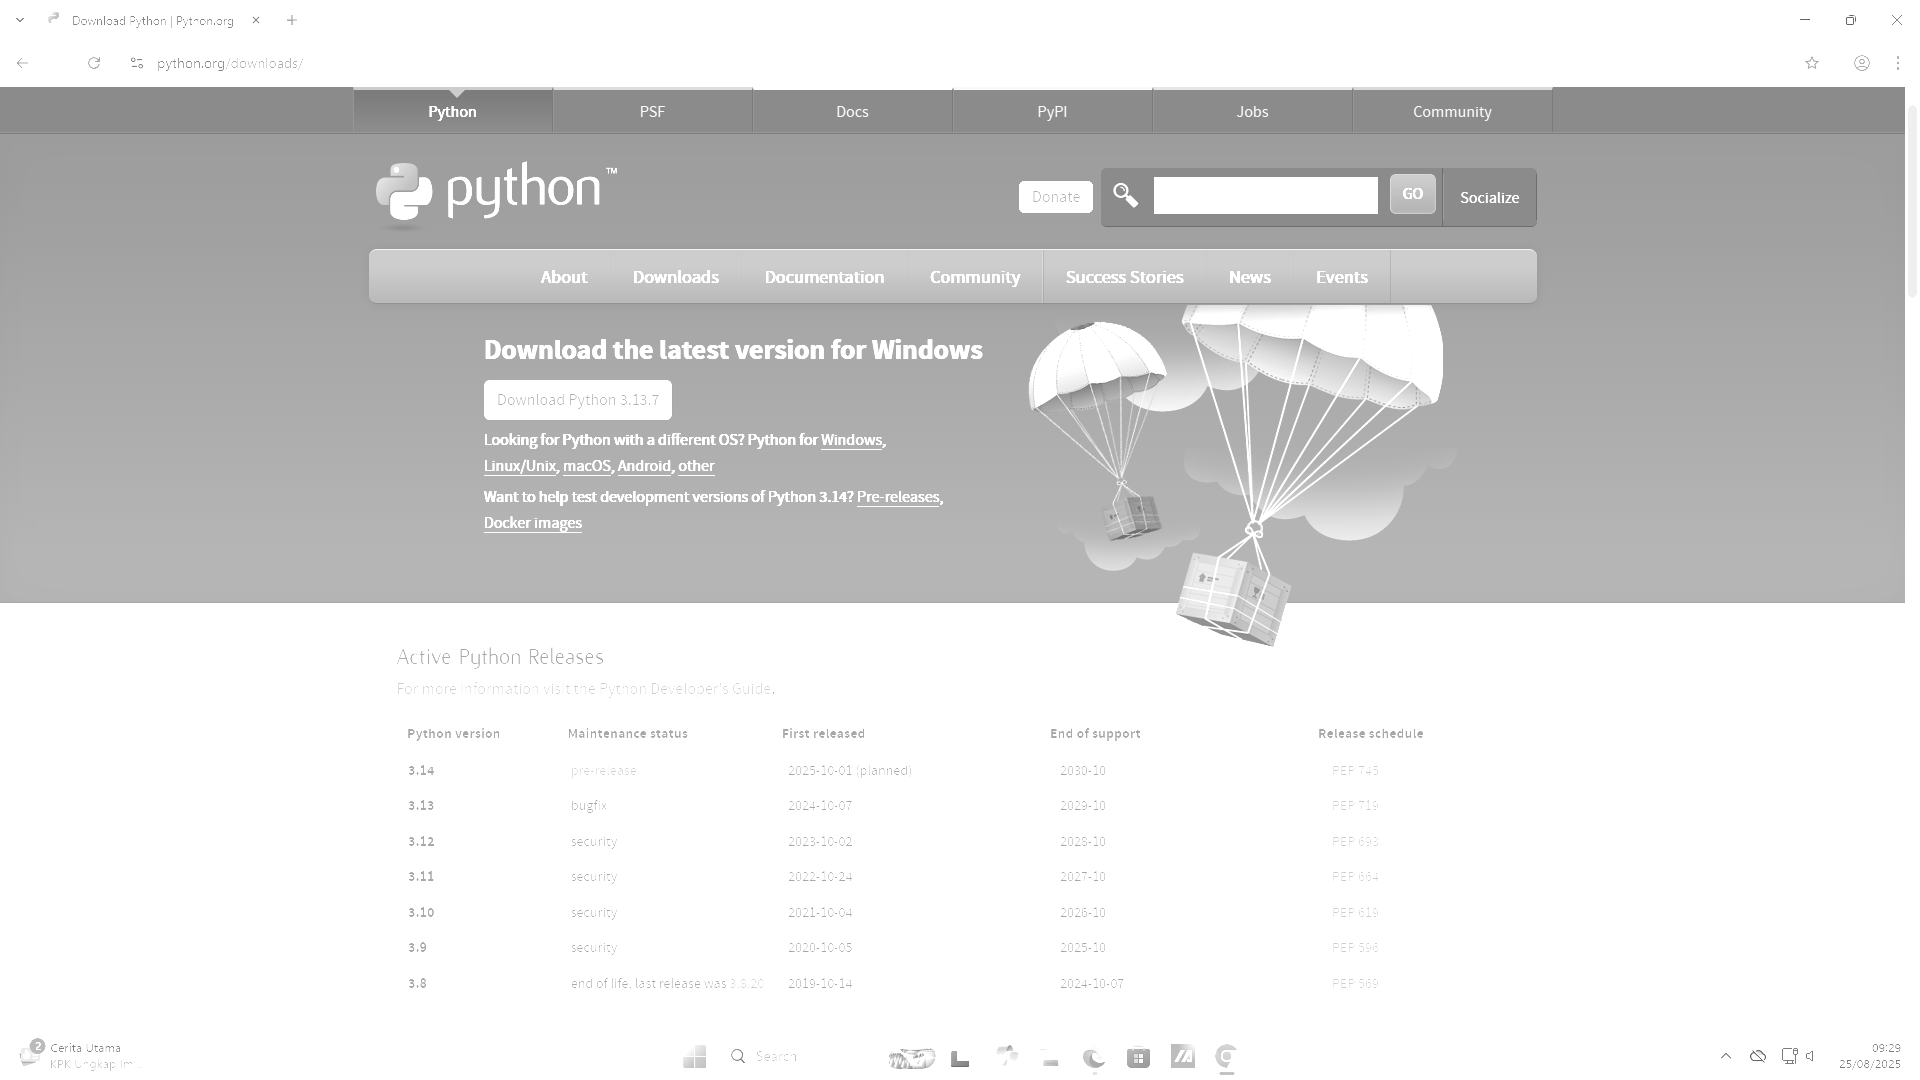 Download Python | Python.org
python.org/downloads/
Python PSF Docs PyPI Jobs Community
python™
Donate GO Socialize
About Downloads Documentation Community Success Stories News Events
Download the latest version for Windows
Download Python 3.13.7
Looking for Python with a different OS? Python for Windows,
Linux/Unix, macOS, Android, other
Want to help test development versions of Python 3.14? Pre-releases,
Docker images
Active Python Releases
For more information visit the Python Developer's Guide.
Python version Maintenance status First released End of support Release schedule
3.14 pre-release 2025-10-01 (planned) 2030-10 PEP 745
3.13 bugfix 2024-10-07 2029-10 PEP 719
3.12 security 2023-10-02 2028-10 PEP 693
3.11 security 2022-10-24 2027-10 PEP 664
3.10 security 2021-10-04 2026-10 PEP 619
3.9 security 2020-10-05 2025-10 PEP 596
3.8 end of life, last release was 3.8.20 2019-10-14 2024-10-07 PEP 569
2 Cerita Utama
KPK Ungkap Im...
Search
09:29
25/08/2025